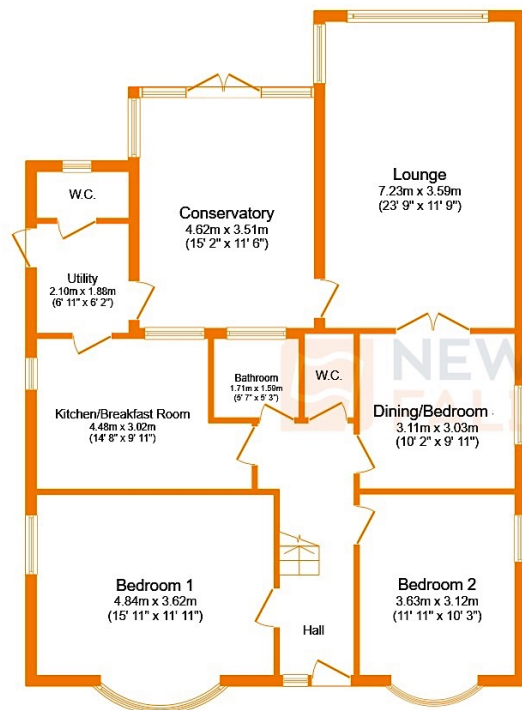 Lounge
7.23m x 3.59m
(23' 9" x 11' 9")
W.C.
Conservatory
4.62m x 3.51m
(15' 2" x 11' 6")
Utility
2.10m x 1.88m
(6' 11" x 6' 2")
Bathroom
1.71m x 1.59m
(5' 7" x 5' 3")
W.C.
NEW
FAL
Kitchen/Breakfast Room
4.48m x 3.02m
(14' 8" x 9' 11")
Dining/Bedroom
3.11m x 3.03m
(10' 2" x 9' 11")
Bedroom 1
4.84m x 3.62m
(15' 11" x 11' 11")
Hall
Bedroom 2
3.63m x 3.12m
(11' 11" x 10' 3")